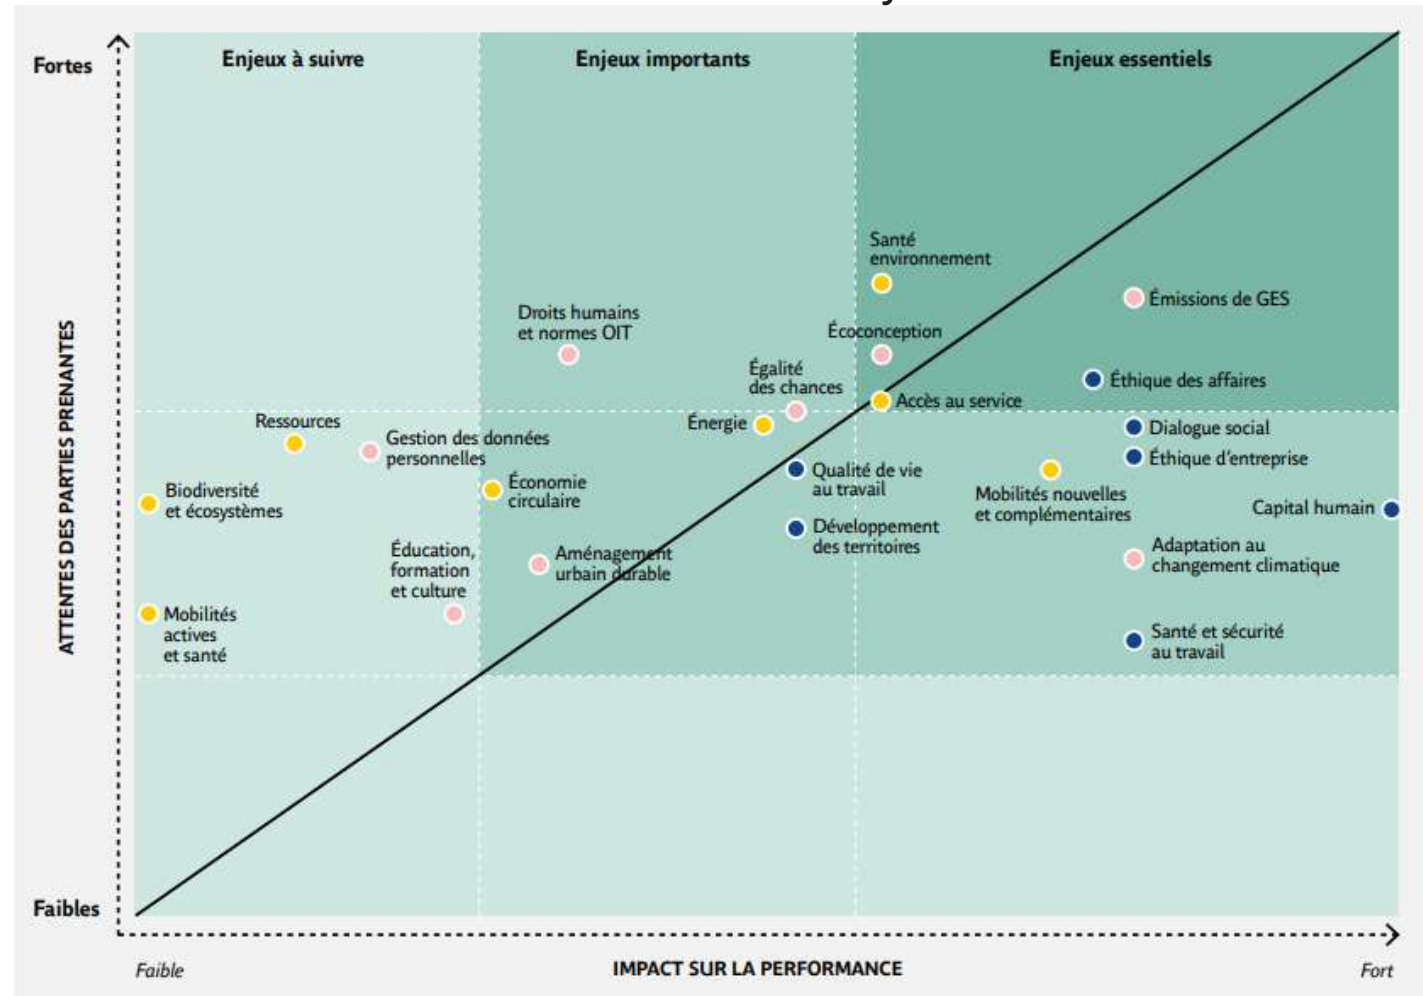 Fortes
Enjeux à suivre
Enjeux importants
Enjeux essentiels
Santé
environnement
Émissions de GES
Droits humains
et normes OIT
Écoconception
Égalité
des chances
Éthique des affaires
Accès au service
Ressources
Énergie
Dialogue social
Gestion des données
personnelles
Éthique d'entreprise
Qualité de vie
au travail
Économie
circulaire
Biodiversité
et écosystèmes
Mobilités nouvelles
et complémentaires
Capital humain
Développement
des territoires
Éducation,
formation
et culture
Aménagement
urbain durable
Adaptation au
changement climatique
Mobilités
actives
et santé
Santé et sécurité
au travail
ATTENTES DES PARTIES PRENANTES
Faibles
Faible
IMPACT SUR LA PERFORMANCE
Fort